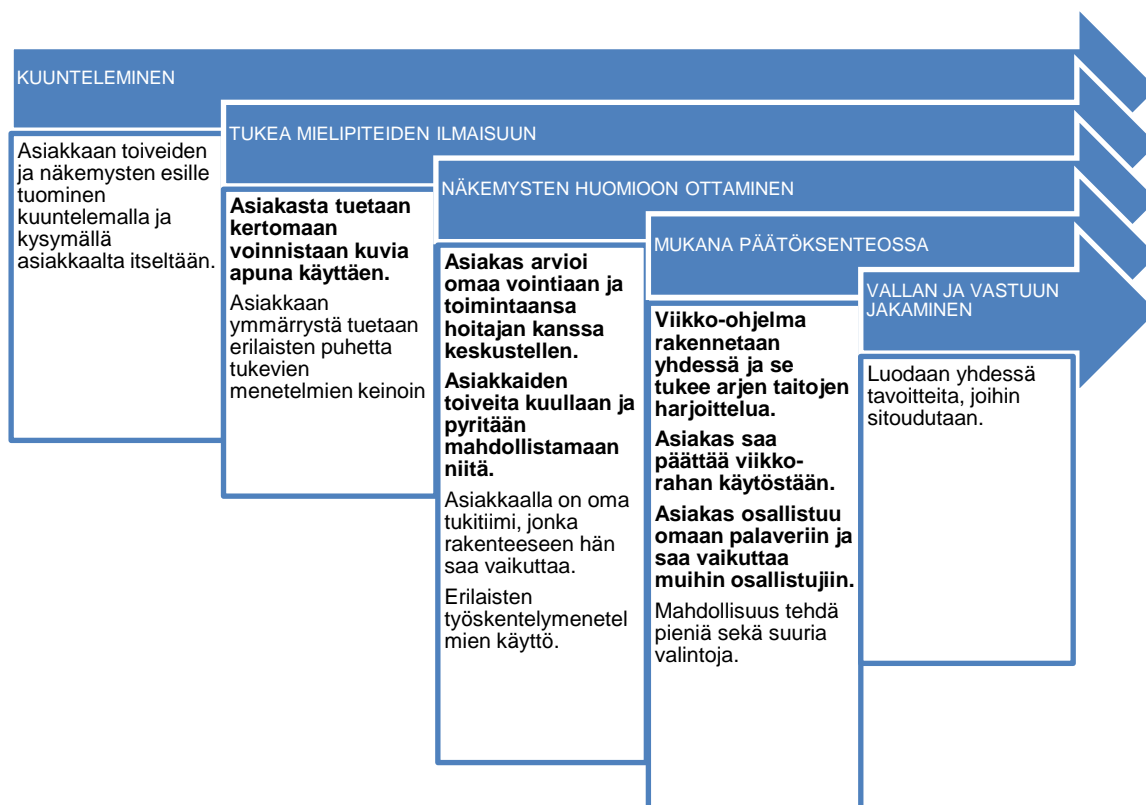 KUUNTELEMINEN
Asiakkaan toiveiden
ja näkemysten esille
tuominen
kuuntelemalla ja
kysymällä
asiakkaalta itseltään.
TUKEA MIELIPITEIDEN ILMAISUUN
Asiakasta tuetaan
kertomaan
voinnistaan kuvia
apuna käyttäen.
Asiakkaan
ymmärrystä tuetaan
erilaisten puhetta
tukevien
menetelmien keinoin
NÄKEMYSTEN HUOMIOON OTTAMINEN
Asiakas arvioi
omaa vointiaan ja
toimintaansa
hoitajan kanssa
keskustellen.
Asiakkaiden
toiveita kuullaan ja
pyritään
mahdollistamaan
niitä.
Asiakkaalla on oma
tukitiimi, jonka
rakenteeseen hän
saa vaikuttaa.
Erilaisten
työskentelymenetel
mien käyttö.
MUKANA PÄÄTÖKSENTEOSSA
Viikko-ohjelma
rakennetaan
yhdessä ja se
tukee arjen taitojen
harjoittelua.
Asiakas saa
päättää viikko-
rahan käytöstään.
Asiakas osallistuu
omaan palaveriin ja
saa vaikuttaa
muihin osallistujiin.
Mahdollisuus tehdä
pieniä sekä suuria
valintoja.
VALLAN JA VASTUUN
JAKAMINEN
Luodaan yhdessä
tavoitteita, joihin
sitoudutaan.